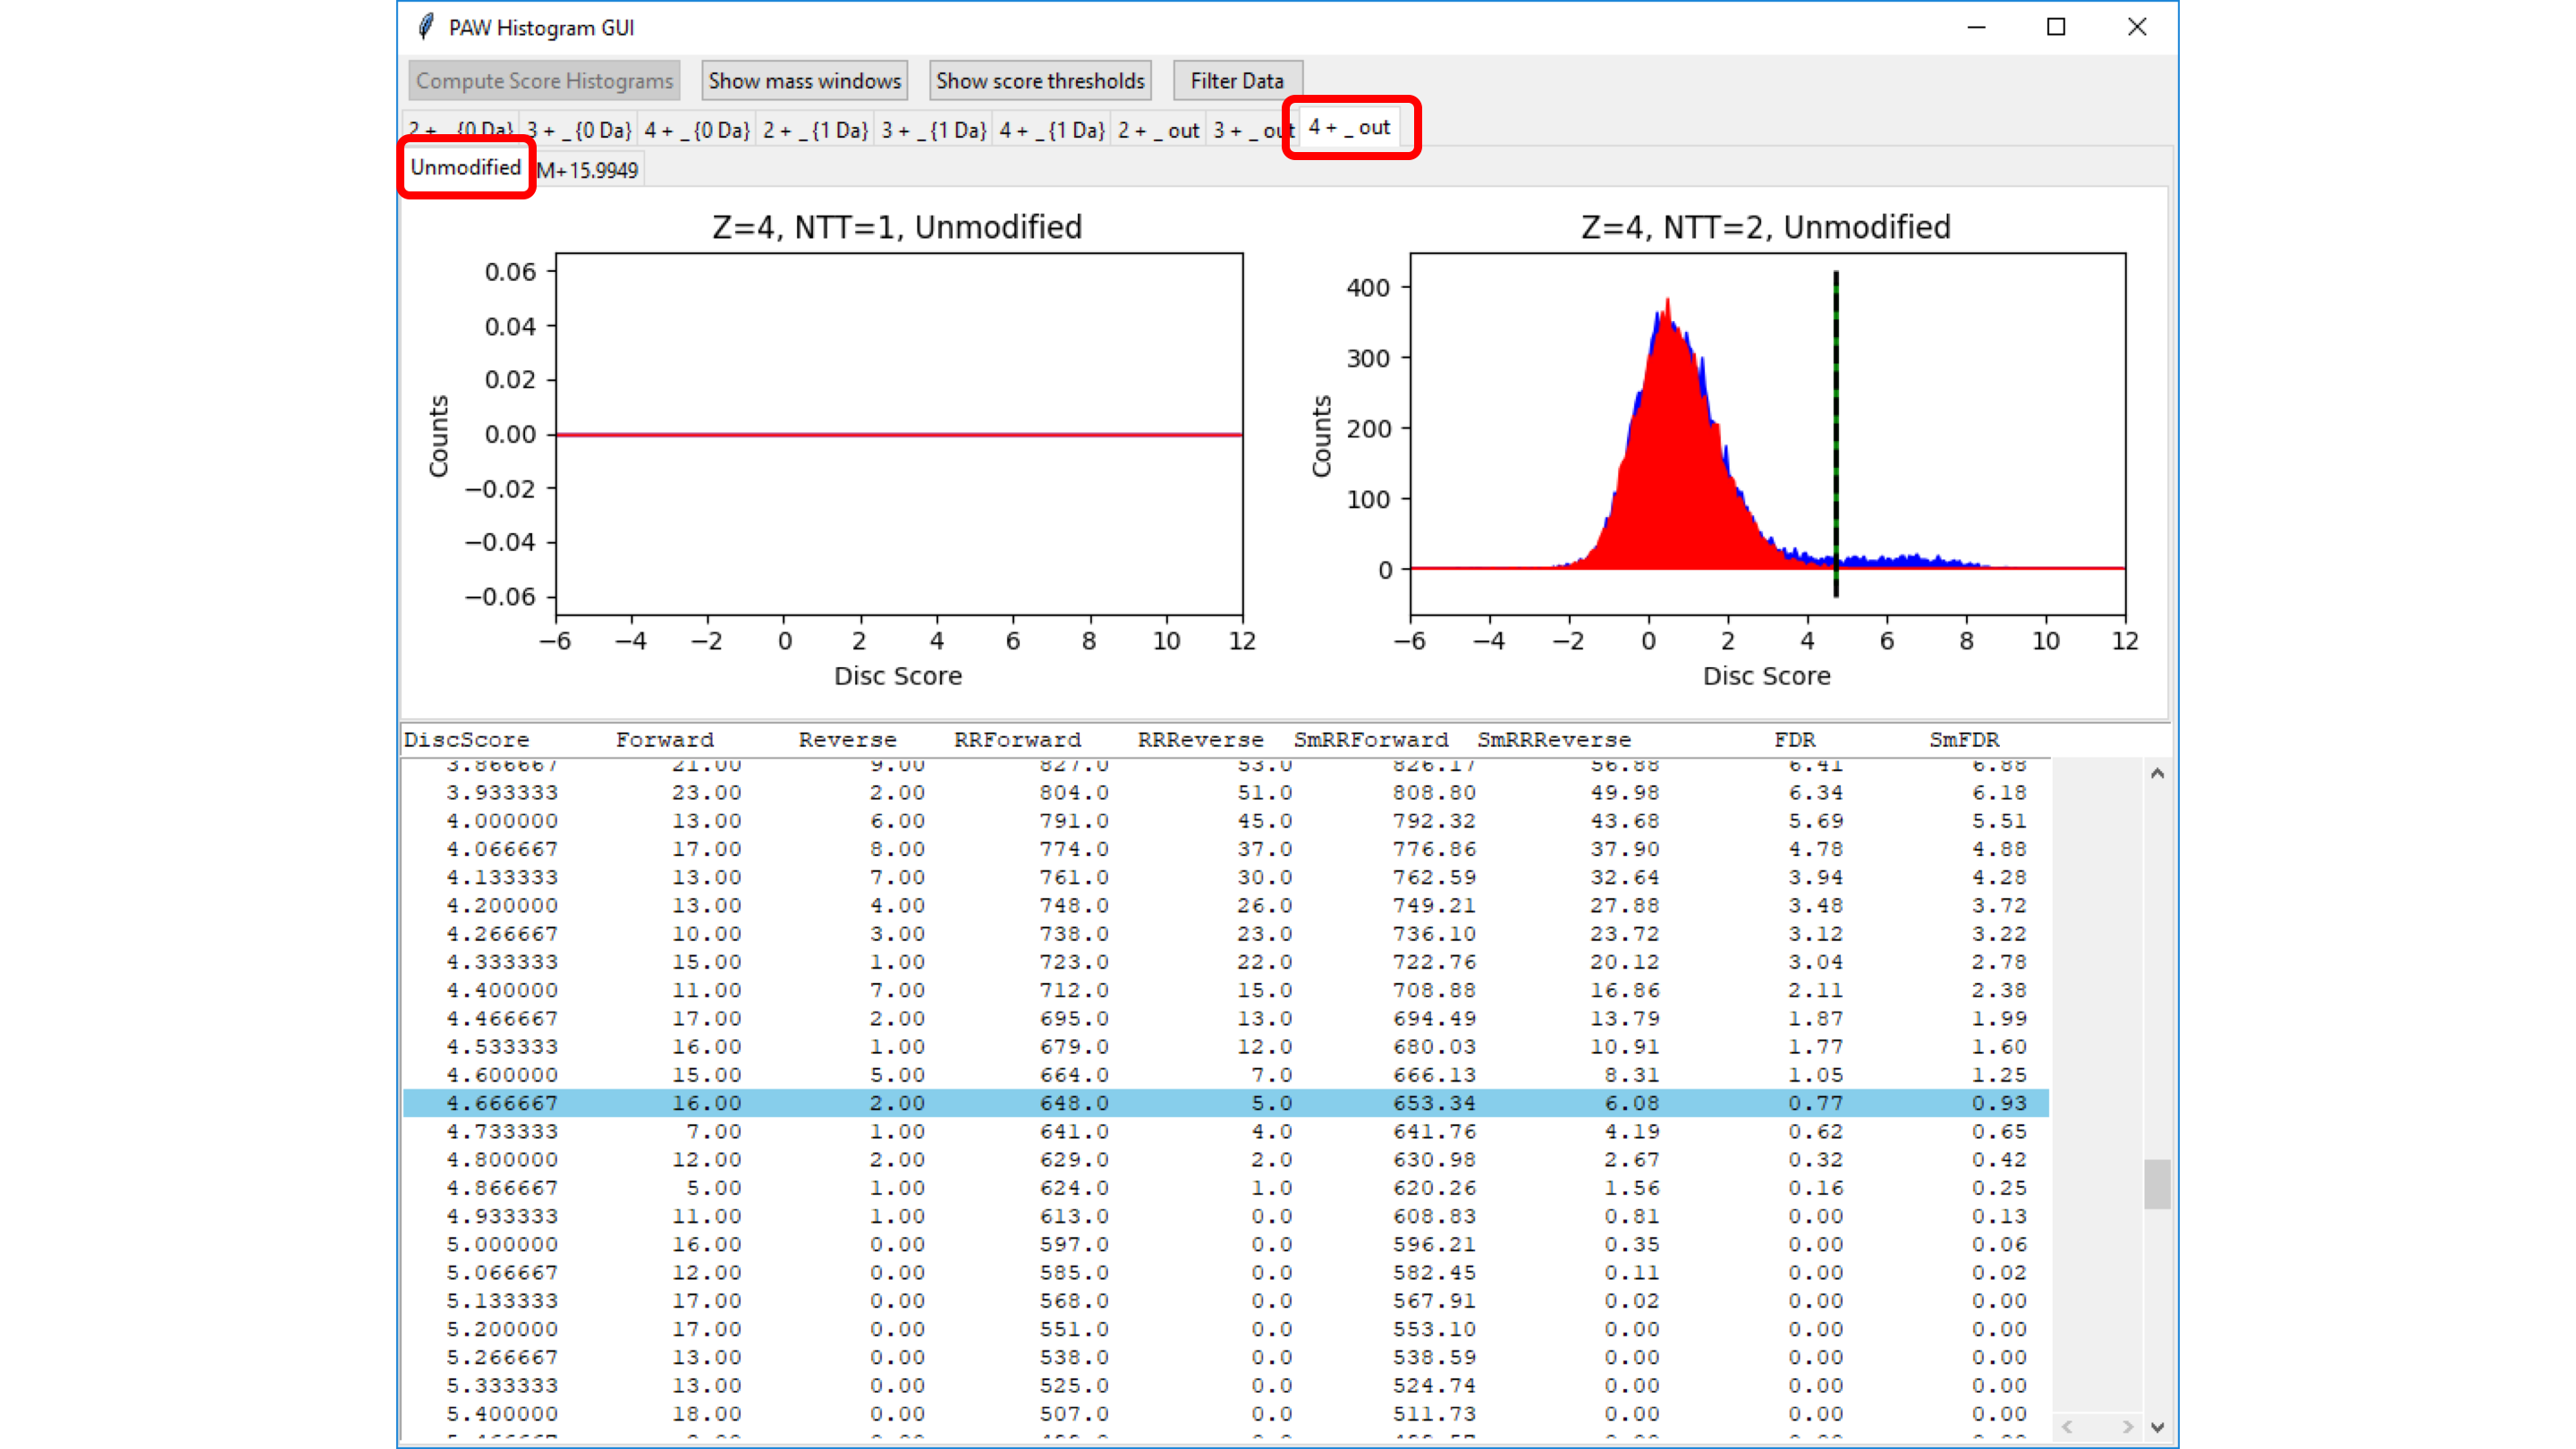 PAW Histogram GUI
Compute Score Histograms Show mass windows Show score thresholds Filter Data
2 + _ {0 Da} 3 + _ {0 Da} 4 + _ {0 Da} 2 + _ {1 Da} 3 + _ {1 Da} 4 + _ {1 Da} 2 + _ out 3 + _ out 4 + _ out
Unmodified M+15.9949
Z=4, NTT=1, Unmodified
0.06
0.04
0.02
0.00
−0.02
−0.04
−0.06
Counts
−6 −4 −2 0 2 4 6 8 10 12
Disc Score
Z=4, NTT=2, Unmodified
400
300
200
100
0
Counts
−6 −4 −2 0 2 4 6 8 10 12
Disc Score
DiscScore Forward Reverse RRForward RRReverse SmRRForward SmRRReverse FDR SmFDR
3.866667 21.00 9.00 827.0 53.0 826.17 56.88 6.41 6.88
3.933333 23.00 2.00 804.0 51.0 808.80 49.98 6.34 6.18
4.000000 13.00 6.00 791.0 45.0 792.32 43.68 5.69 5.51
4.066667 17.00 8.00 774.0 37.0 776.86 37.90 4.78 4.88
4.133333 13.00 7.00 761.0 30.0 762.59 32.64 3.94 4.28
4.200000 13.00 4.00 748.0 26.0 749.21 27.88 3.48 3.72
4.266667 10.00 3.00 738.0 23.0 736.10 23.72 3.12 3.22
4.333333 15.00 1.00 723.0 22.0 722.76 20.12 3.04 2.78
4.400000 11.00 7.00 712.0 15.0 708.88 16.86 2.11 2.38
4.466667 17.00 2.00 695.0 13.0 694.49 13.79 1.87 1.99
4.533333 16.00 1.00 679.0 12.0 680.03 10.91 1.77 1.60
4.600000 15.00 5.00 664.0 7.0 666.13 8.31 1.05 1.25
4.666667 16.00 2.00 648.0 5.0 653.34 6.08 0.77 0.93
4.733333 7.00 1.00 641.0 4.0 641.76 4.19 0.62 0.65
4.800000 12.00 2.00 629.0 2.0 630.98 2.67 0.32 0.42
4.866667 5.00 1.00 624.0 1.0 620.26 1.56 0.16 0.25
4.933333 11.00 1.00 613.0 0.0 608.83 0.81 0.00 0.13
5.000000 16.00 0.00 597.0 0.0 596.21 0.35 0.00 0.06
5.066667 12.00 0.00 585.0 0.0 582.45 0.11 0.00 0.02
5.133333 17.00 0.00 568.0 0.0 567.91 0.02 0.00 0.00
5.200000 17.00 0.00 551.0 0.0 553.10 0.00 0.00 0.00
5.266667 13.00 0.00 538.0 0.0 538.59 0.00 0.00 0.00
5.333333 13.00 0.00 525.0 0.0 524.74 0.00 0.00 0.00
5.400000 18.00 0.00 507.0 0.0 511.73 0.00 0.00 0.00